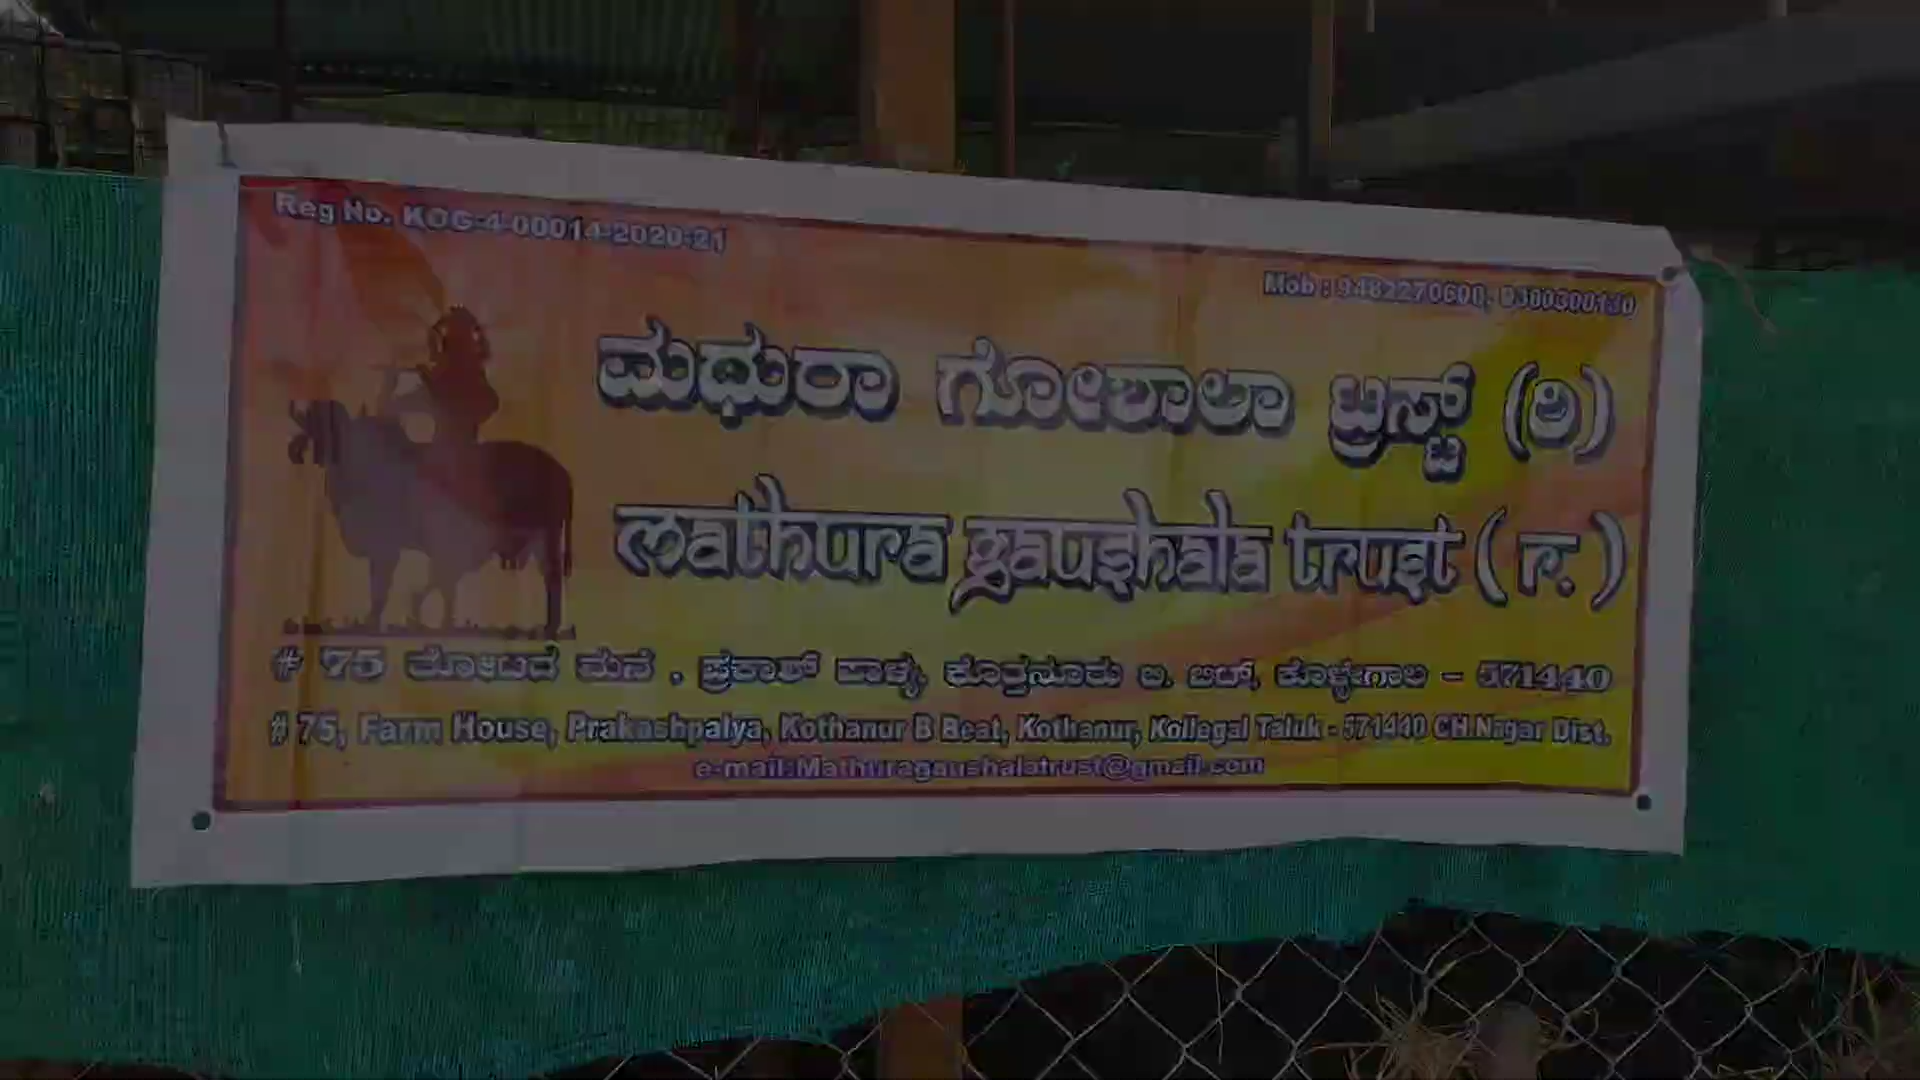 Reg No. KOG-4-00014-2020-21
Mob : 9482270600,
ಮಥುರಾ ಗೋಶಾಲಾ ಟ್ರಸ್ಟ್ (ರಿ)
mathura gaushala trust ( r. )
# 75 ತೋಟದ ಮನೆ , ಪ್ರಕಾಶ್ ಪಾಳ್ಯ, ಕೊತ್ತನೂರು ಬಿ. ಬಿಟ್, ಕೊಳ್ಳೇಗಾಲ – 571440
# 75, Farm House, Prakashpalya, Kothanur B Beat, Kothanur, Kollegal Taluk - 571440 CH.Nagar Dist.
e-mail:Mathuragaushalatrust@gmail.com